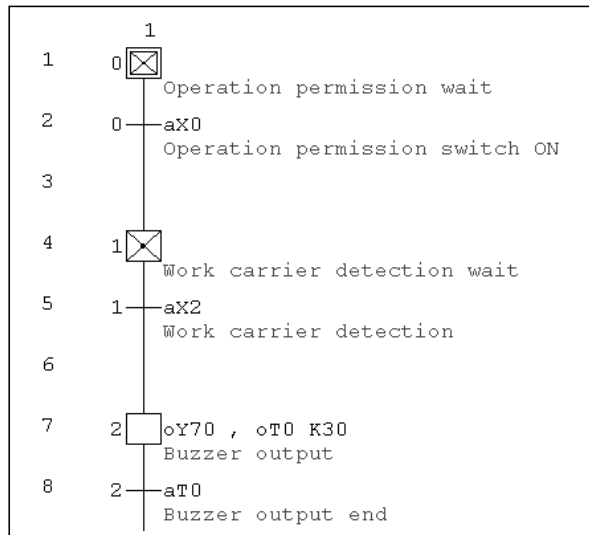 1
1 0
Operation permission wait
2 0 aX0
Operation permission switch ON
3
4 1
Work carrier detection wait
5 1 aX2
Work carrier detection
6
7 2 oY70 , oT0 K30
Buzzer output
8 2 aT0
Buzzer output end